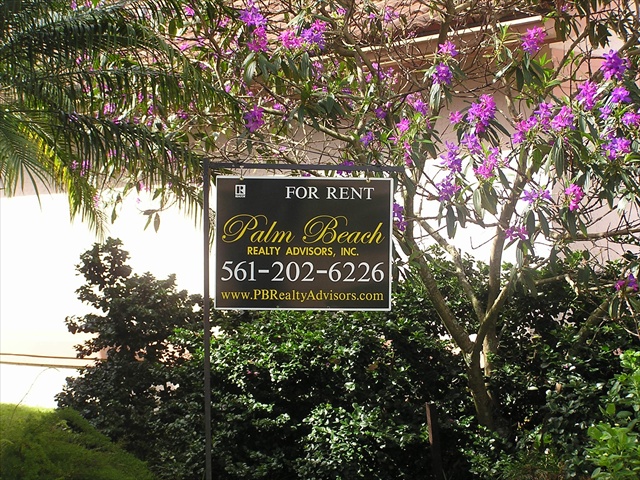 FOR RENT
Palm Beach
REALTY ADVISORS, INC.
561-202-6226
www.PBRealtyAdvisors.com